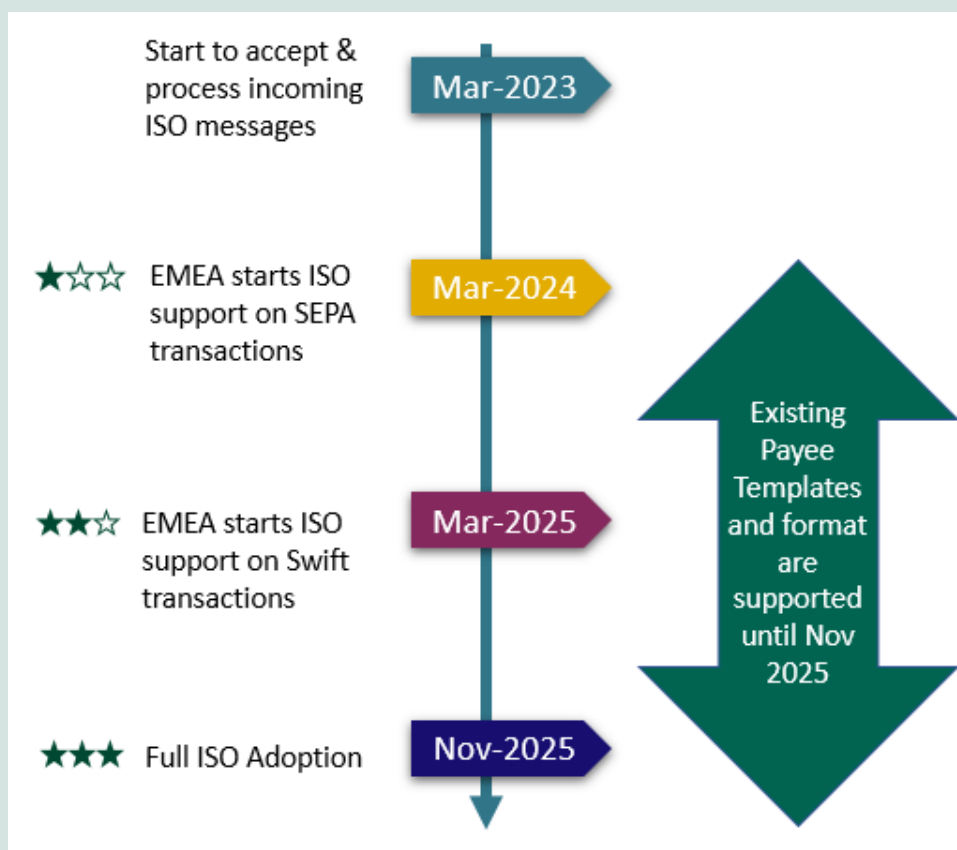 Start to accept &
process incoming
ISO messages
Mar-2023
★☆☆ EMEA starts ISO
support on SEPA
transactions
Mar-2024
★★☆ EMEA starts ISO
support on Swift
transactions
Mar-2025
★★★ Full ISO Adoption
Nov-2025
Existing
Payee
Templates
and format
are
supported
until Nov
2025